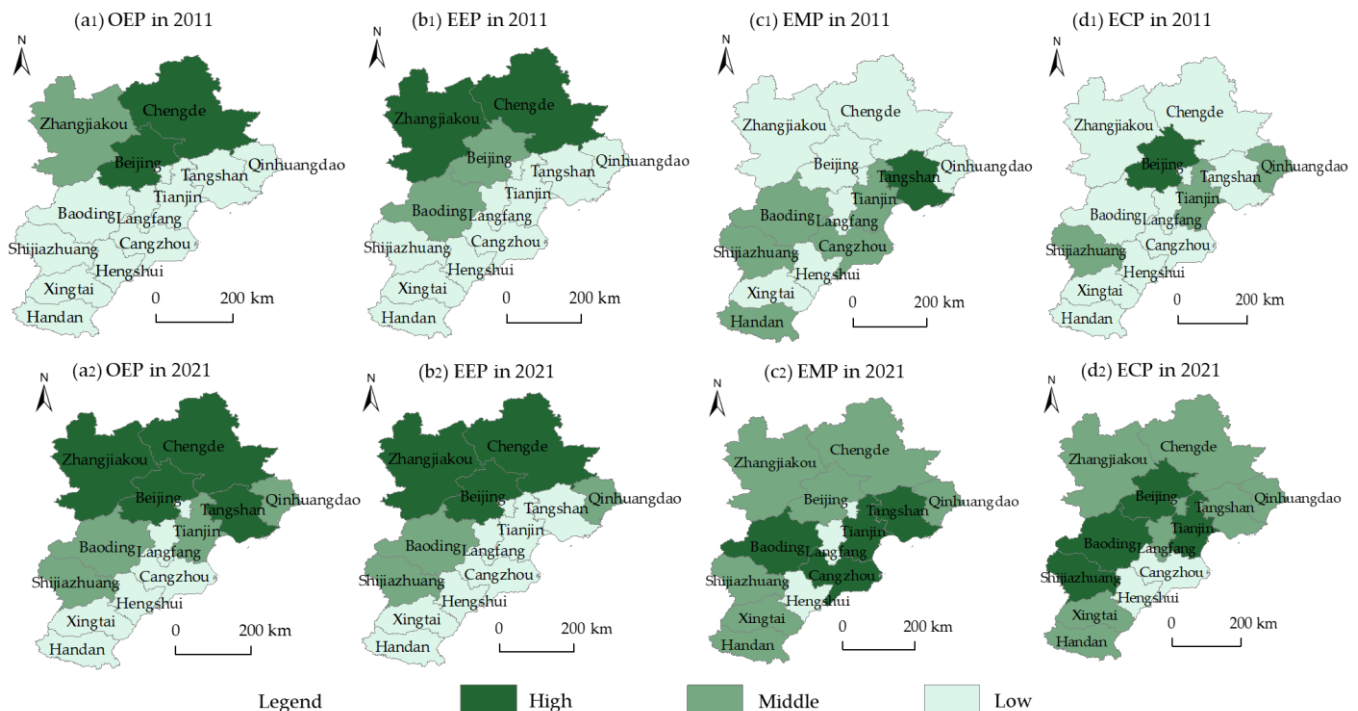 (a1) OEP in 2011
(b1) EEP in 2011
(c1) EMP in 2011
(d1) ECP in 2011
N
Zhangjiakou
Chengde
Beijing
Qinhuangdao
Tangshan
Tianjin
Baoding
Langfang
Shijiazhuang
Cangzhou
Hengshui
Xingtai
Handan
0 200 km
N
Zhangjiakou
Chengde
Beijing
Qinhuangdao
Tangshan
Tianjin
Baoding
Langfang
Shijiazhuang
Cangzhou
Hengshui
Xingtai
Handan
0 200 km
N
Zhangjiakou
Chengde
Beijing
Qinhuangdao
Tangshan
Tianjin
Baoding
Langfang
Shijiazhuang
Cangzhou
Hengshui
Xingtai
Handan
0 200 km
N
Zhangjiakou
Chengde
Beijing
Qinhuangdao
Tangshan
Tianjin
Baoding
Langfang
Shijiazhuang
Cangzhou
Hengshui
Xingtai
Handan
0 200 km
(a2) OEP in 2021
(b2) EEP in 2021
(c2) EMP in 2021
(d2) ECP in 2021
N
Zhangjiakou
Chengde
Beijing
Qinhuangdao
Tangshan
Tianjin
Baoding
Langfang
Shijiazhuang
Cangzhou
Hengshui
Xingtai
Handan
0 200 km
N
Zhangjiakou
Chengde
Beijing
Qinhuangdao
Tangshan
Tianjin
Baoding
Langfang
Shijiazhuang
Cangzhou
Hengshui
Xingtai
Handan
0 200 km
N
Zhangjiakou
Chengde
Beijing
Qinhuangdao
Tangshan
Tianjin
Baoding
Langfang
Shijiazhuang
Cangzhou
Hengshui
Xingtai
Handan
0 200 km
N
Zhangjiakou
Chengde
Beijing
Qinhuangdao
Tangshan
Tianjin
Baoding
Langfang
Shijiazhuang
Cangzhou
Hengshui
Xingtai
Handan
0 200 km
Legend High Middle Low